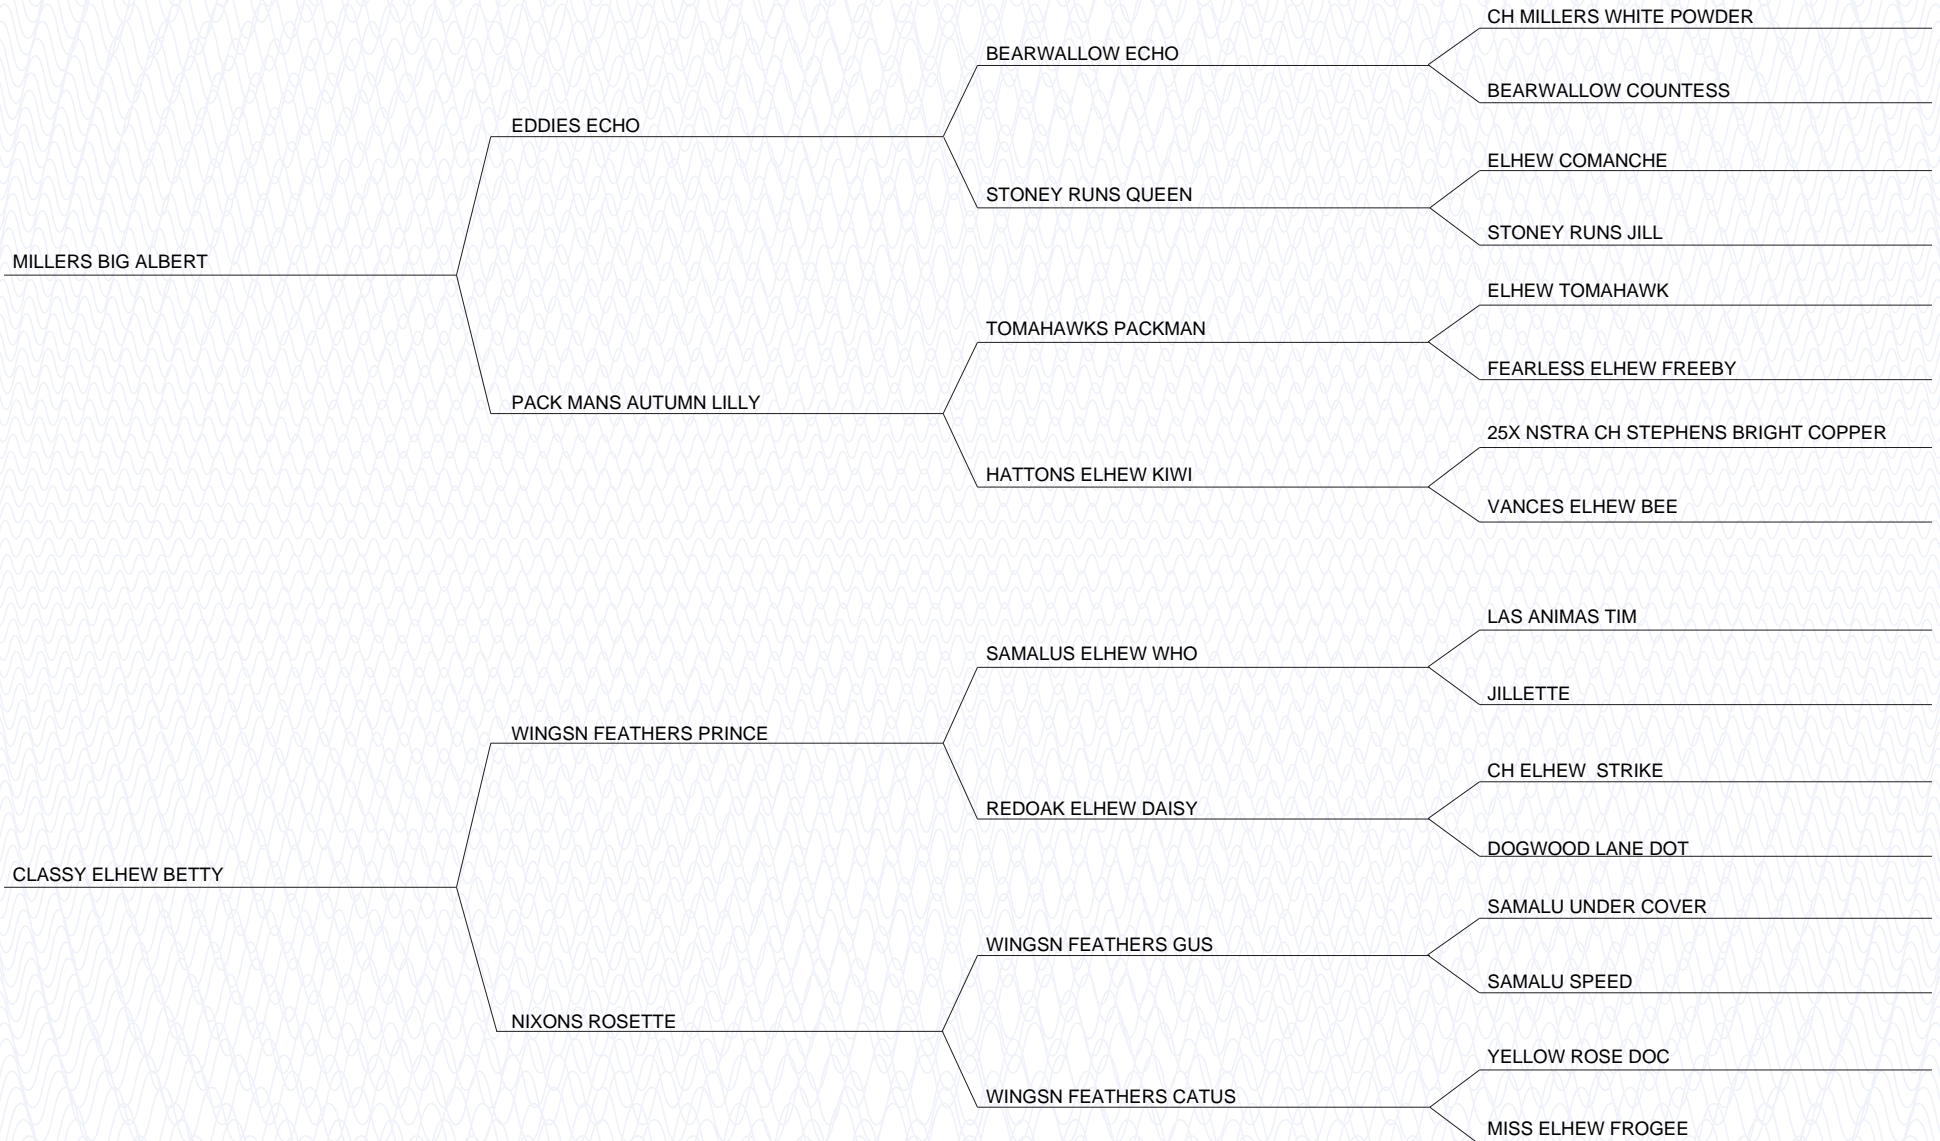 CH MILLERS WHITE POWDER
BEARWALLOW ECHO
BEARWALLOW COUNTESS
EDDIES ECHO
ELHEW COMANCHE
STONEY RUNS QUEEN
STONEY RUNS JILL
MILLERS BIG ALBERT
ELHEW TOMAHAWK
TOMAHAWKS PACKMAN
FEARLESS ELHEW FREEBY
PACK MANS AUTUMN LILLY
25X NSTRA CH STEPHENS BRIGHT COPPER
HATTONS ELHEW KIWI
VANCES ELHEW BEE
LAS ANIMAS TIM
SAMALUS ELHEW WHO
JILLETTE
WINGSN FEATHERS PRINCE
CH ELHEW  STRIKE
REDOAK ELHEW DAISY
DOGWOOD LANE DOT
CLASSY ELHEW BETTY
SAMALU UNDER COVER
WINGSN FEATHERS GUS
SAMALU SPEED
NIXONS ROSETTE
YELLOW ROSE DOC
WINGSN FEATHERS CATUS
MISS ELHEW FROGEE